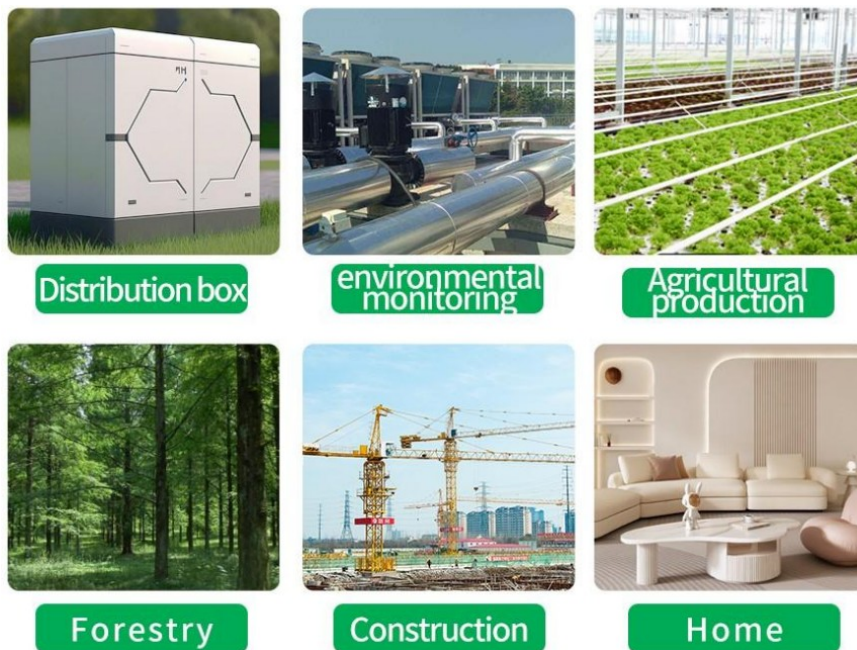 Distribution box
environmental
monitoring
Agricultural
production
Forestry
Construction
Home